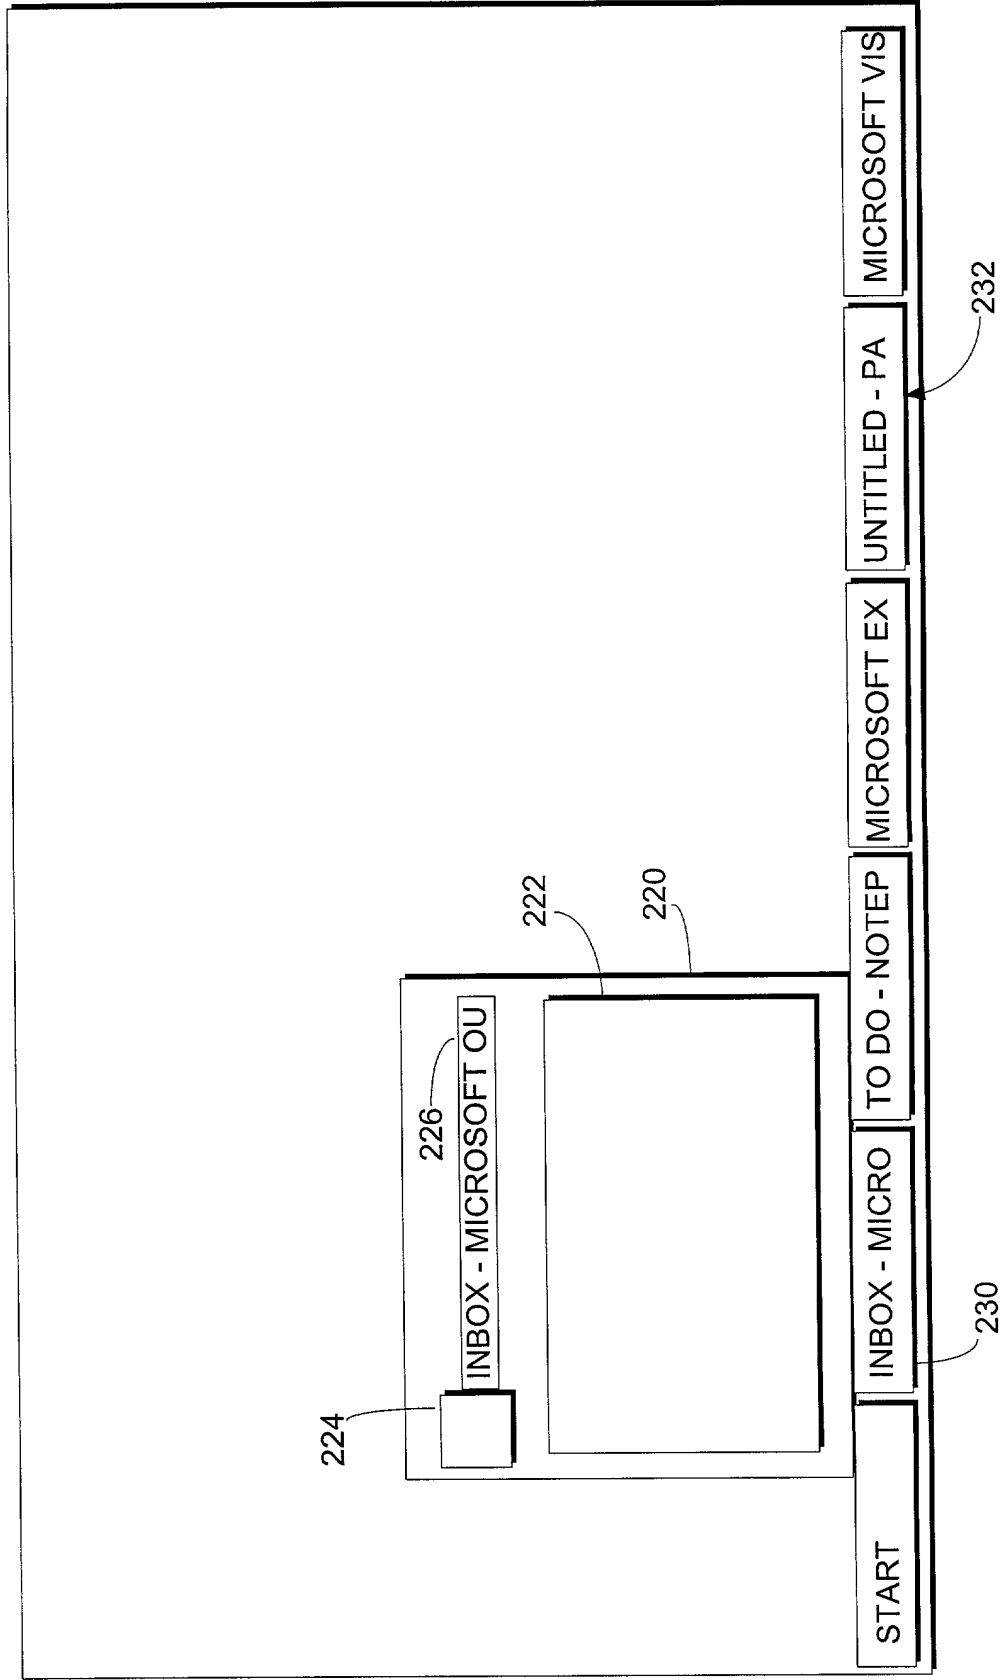 224
226
INBOX - MICROSOFT OU
222
220
START
INBOX - MICRO
TO DO - NOTEP
MICROSOFT EX
UNTITLED - PA
MICROSOFT VIS
230
232